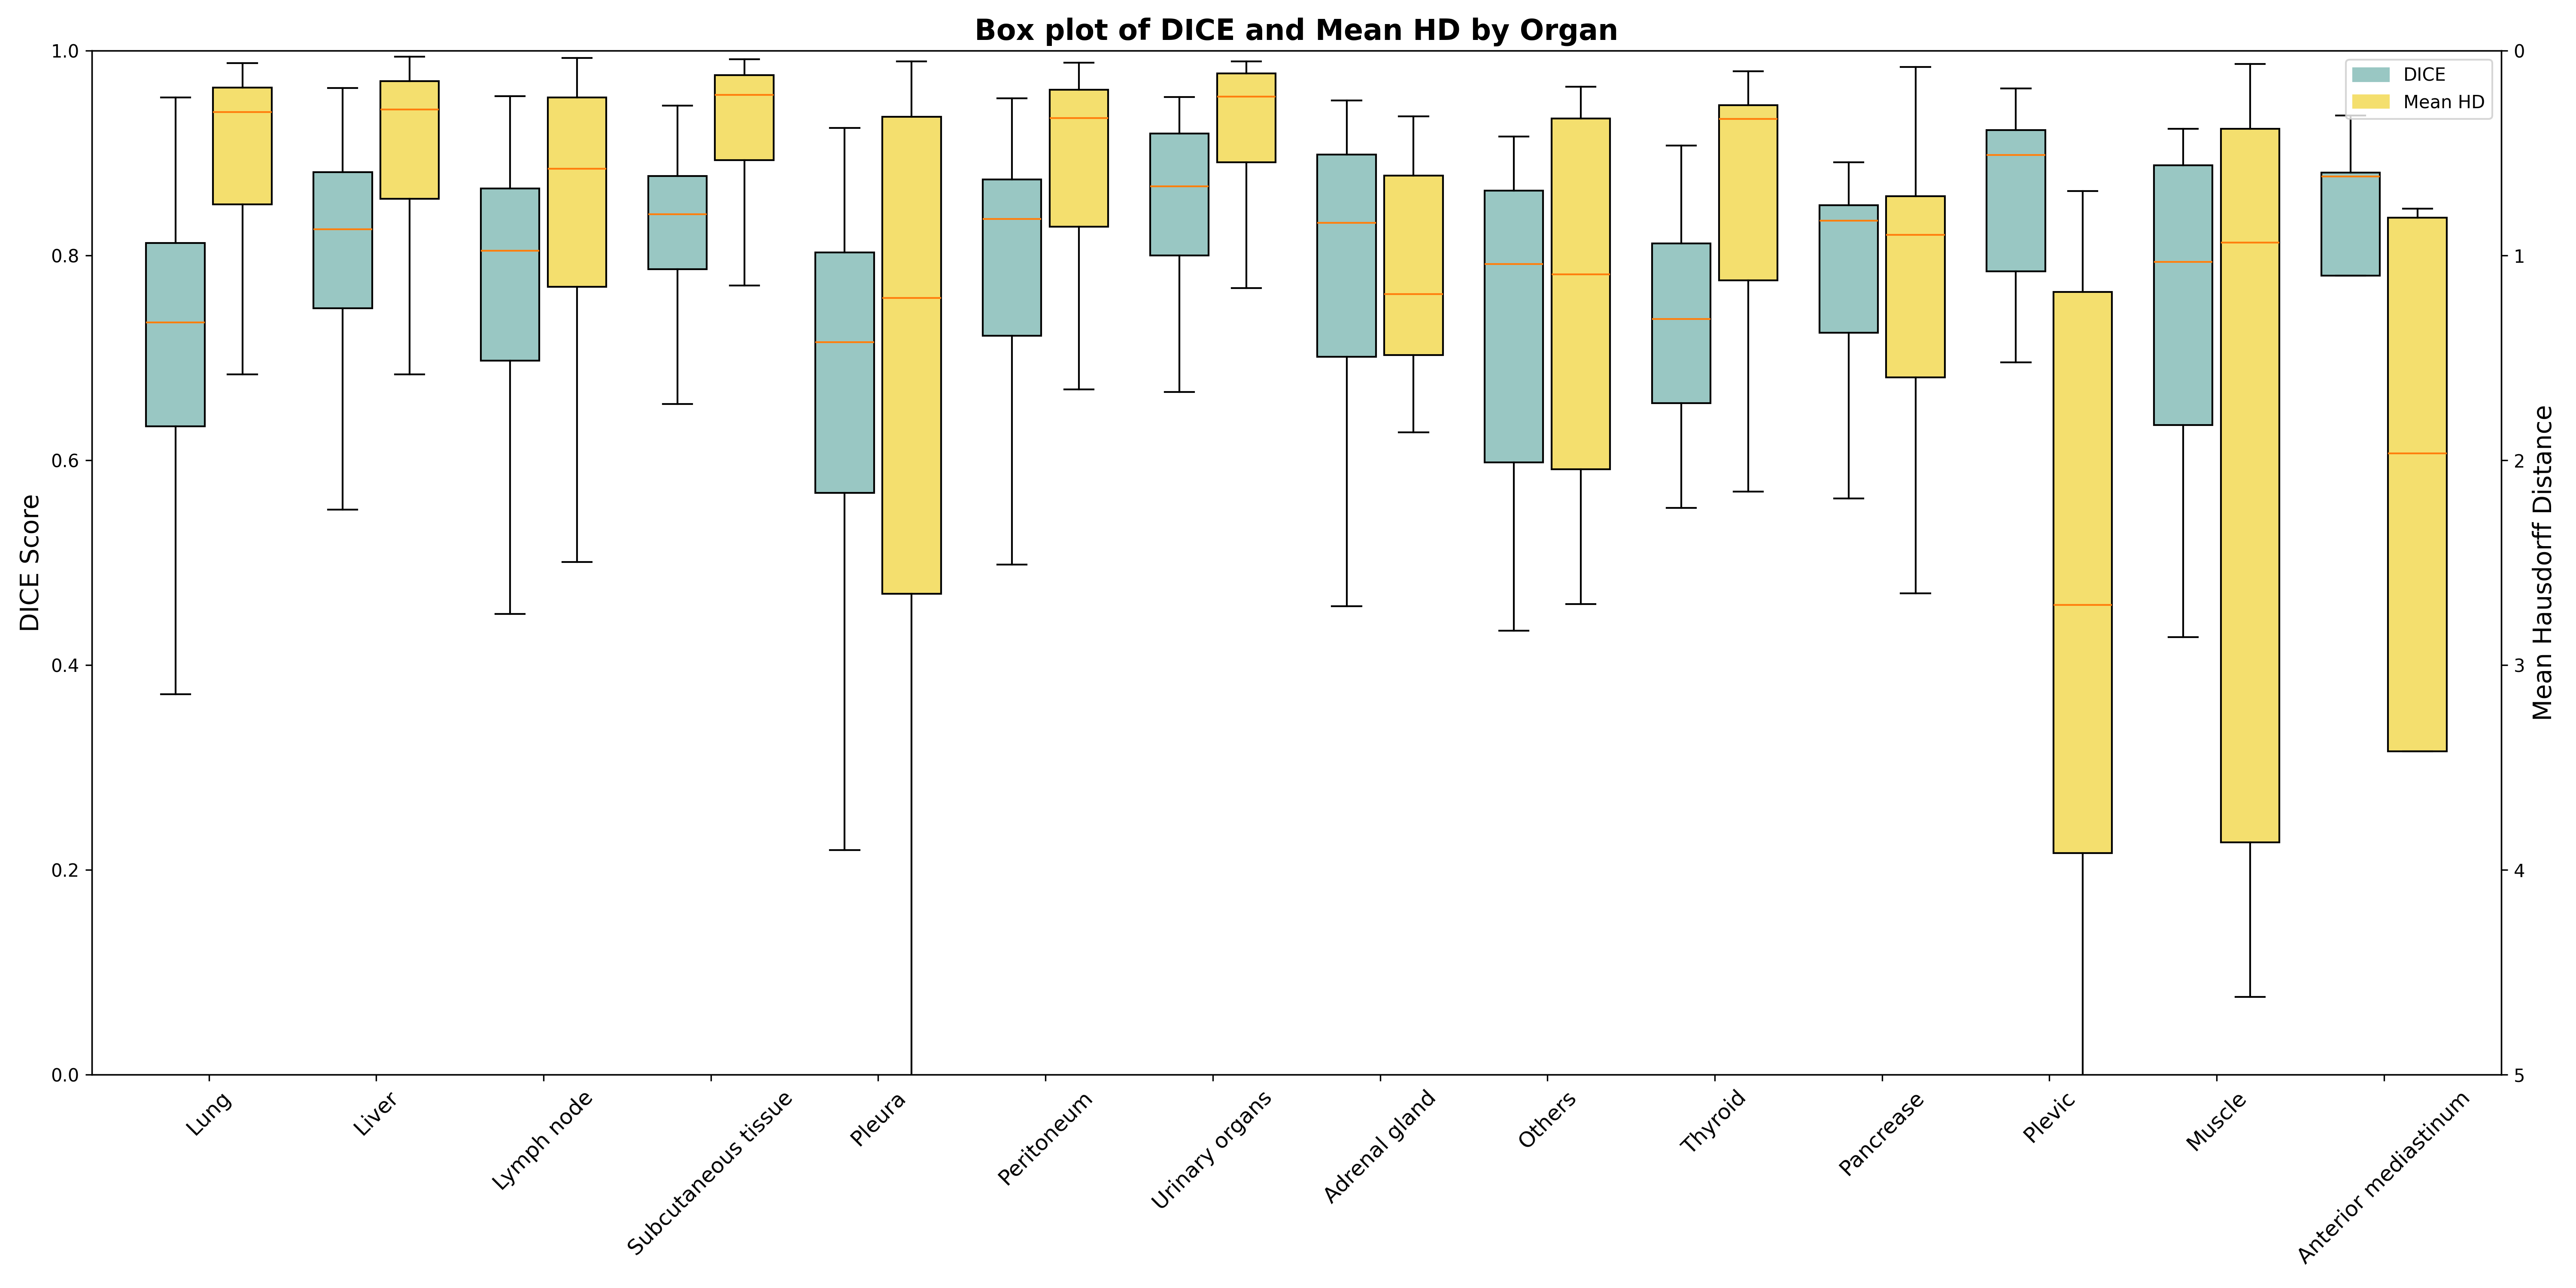 Box plot of DICE and Mean HD by Organ
DICE
Mean HD
DICE Score
1.0
0.8
0.6
0.4
0.2
0.0
Mean Hausdorff Distance
0
1
2
3
4
5
Lung
Liver
Lymph node
Subcutaneous tissue
Pleura
Peritoneum
Urinary organs
Adrenal gland
Others
Thyroid
Pancrease
Plevic
Muscle
Anterior mediastinum